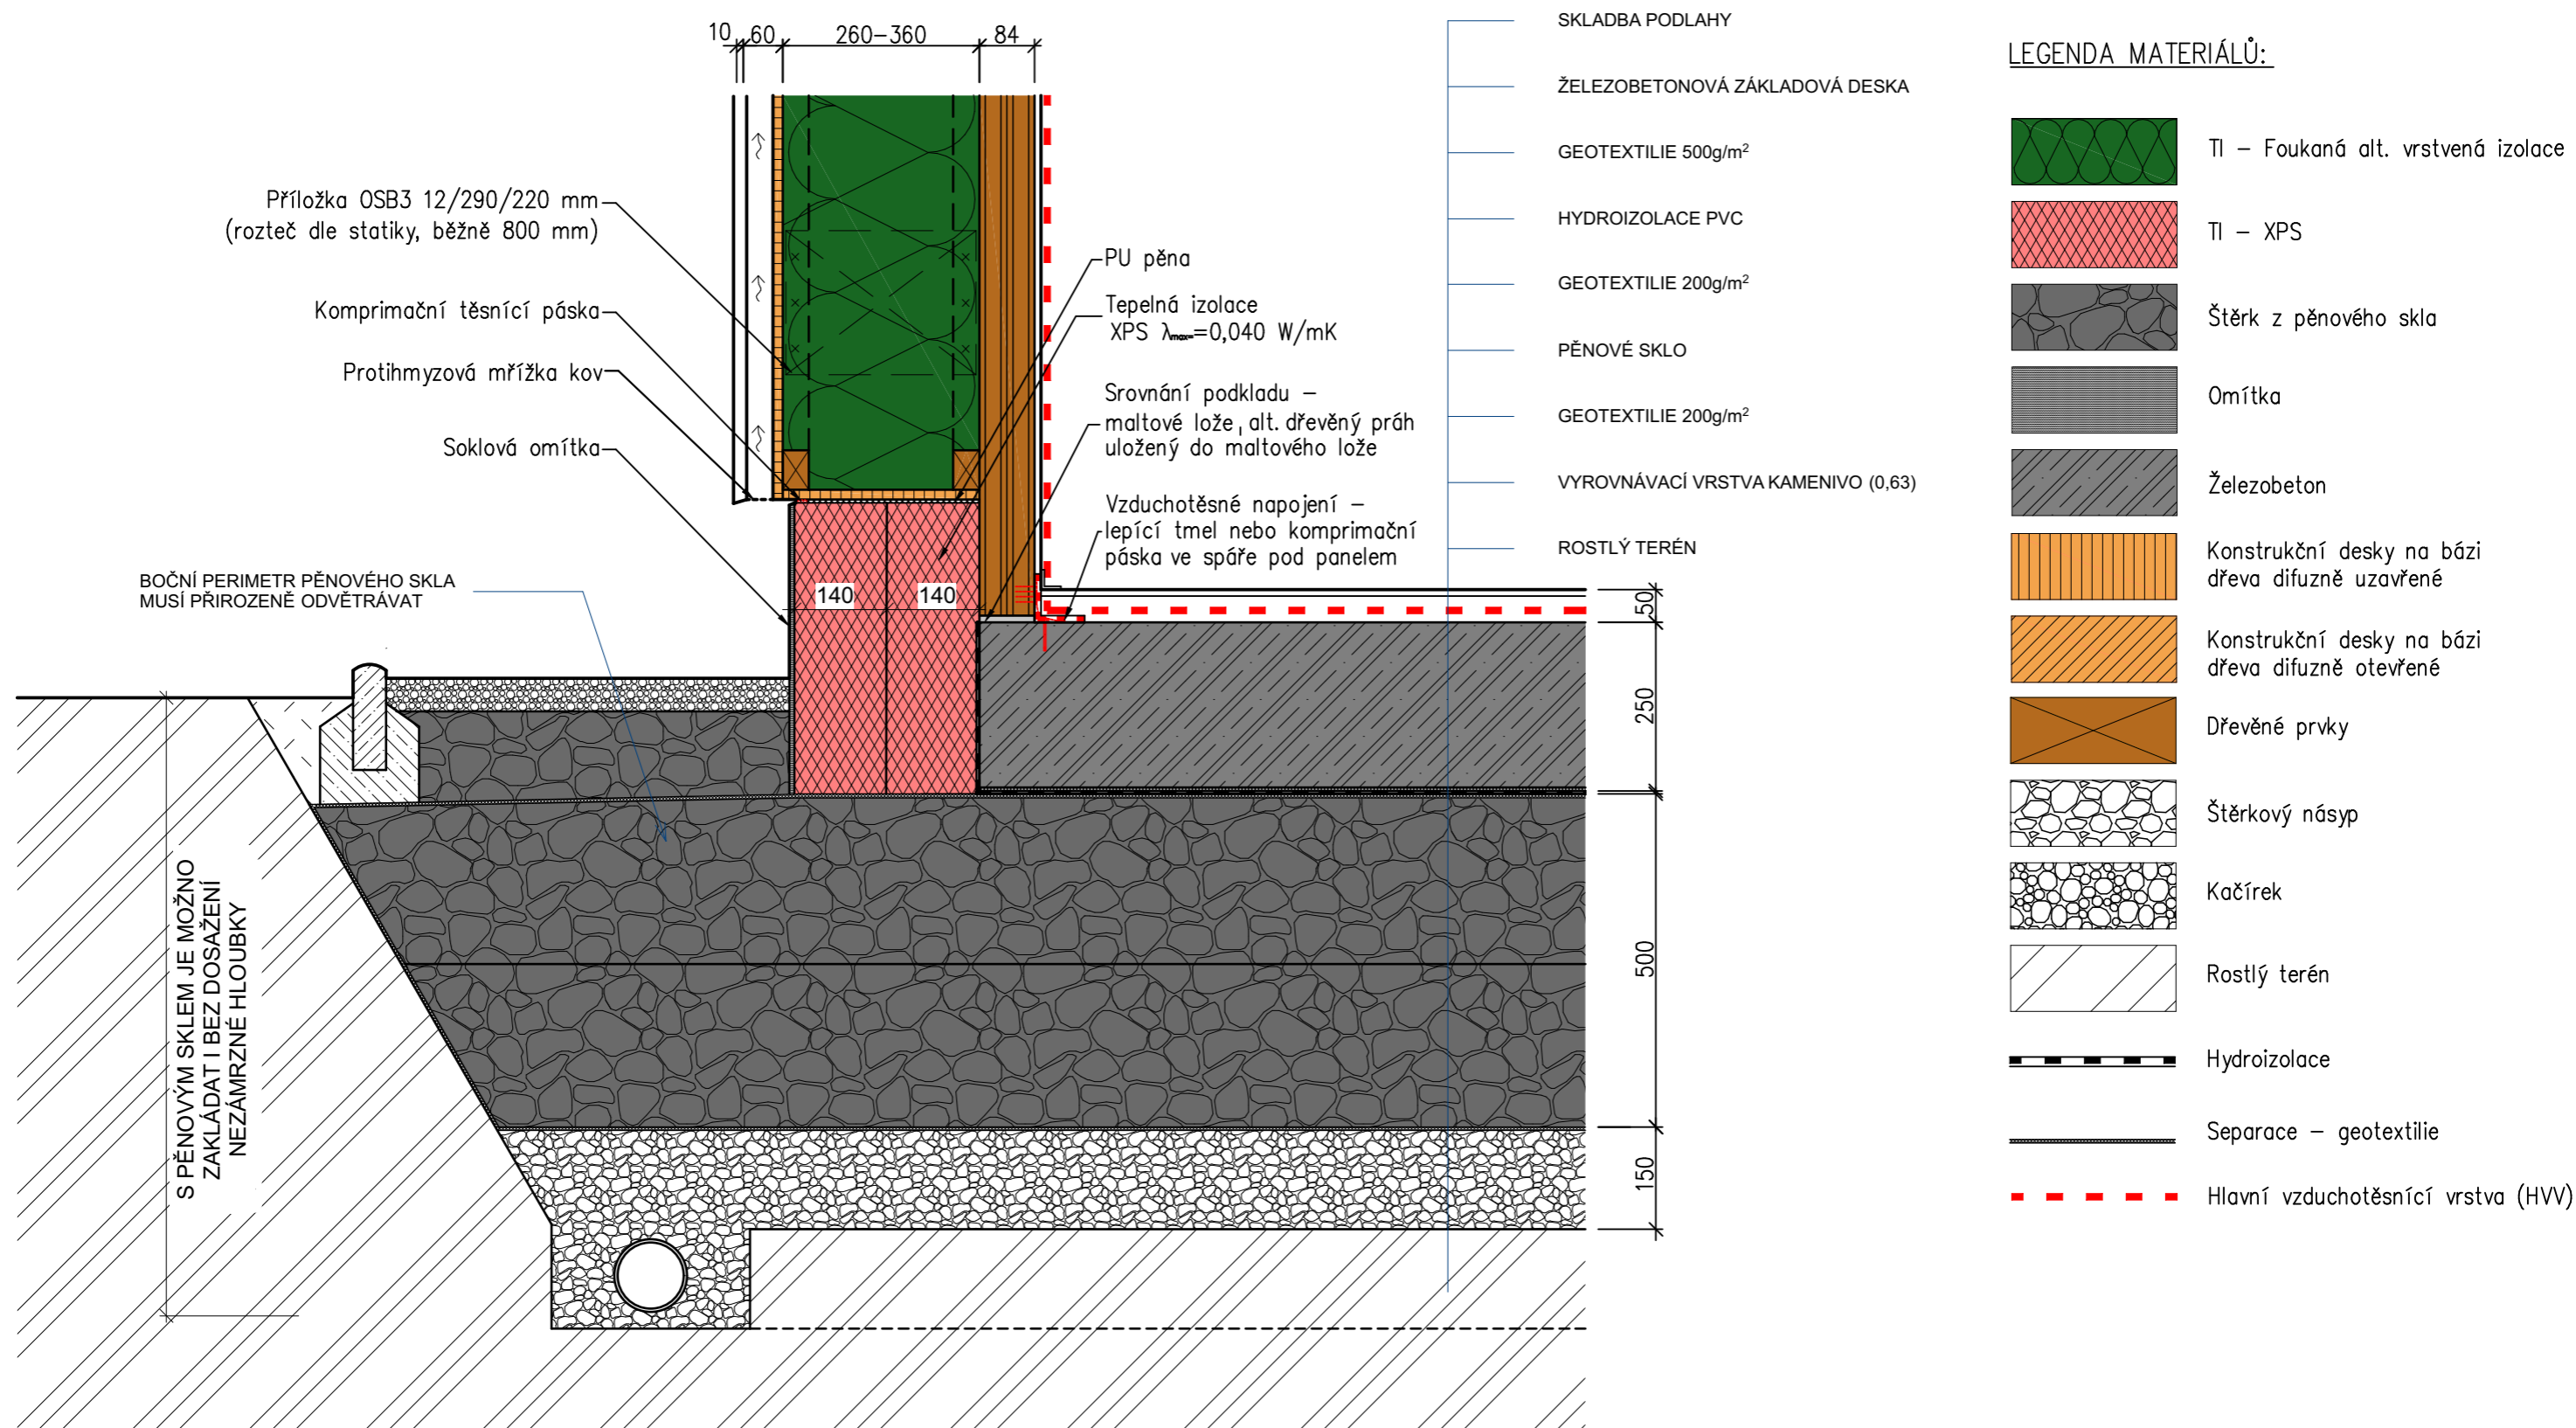 10
60
260-360
84
Příložka OSB3 12/290/220 mm
(rozteč dle statiky, běžně 800 mm)
Komprimační těsnící páska
Protihmyzová mřížka kov
Soklová omítka
BOČNÍ PERIMETR PĚNOVÉHO SKLA
MUSÍ PŘIROZENĚ ODVĚTRÁVAT
S PĚNOVÝM SKLEM JE MOŽNO
ZAKLÁDAT I BEZ DOSAŽENÍ
NEZÁMRZNÉ HLOUBKY
PU pěna
Tepelná izolace
XPS λmax=0,040 W/mK
Srovnání podkladu –
maltové lože, alt. dřevěný práh
uložený do maltového lože
Vzduchotěsné napojení –
lepící tmel nebo komprimační
páska ve spáře pod panelem
140
140
50
250
500
150
SKLADBA PODLAHY
ŽELEZOBETONOVÁ ZÁKLADOVÁ DESKA
GEOTEXTILIE 500g/m²
HYDROIZOLACE PVC
GEOTEXTILIE 200g/m²
PĚNOVÉ SKLO
GEOTEXTILIE 200g/m²
VYROVNÁVACÍ VRSTVA KAMENIVO (0,63)
ROSTLÝ TERÉN
LEGENDA MATERIÁLŮ:
TI – Foukaná alt. vrstvená izolace
TI – XPS
Štěrk z pěnového skla
Omítka
Železobeton
Konstrukční desky na bázi
dřeva difuzně uzavřené
Konstrukční desky na bázi
dřeva difuzně otevřené
Dřevěné prvky
Štěrkový násyp
Kačírek
Rostlý terén
Hydroizolace
Separace – geotextilie
Hlavní vzduchotěsnící vrstva (HVV)